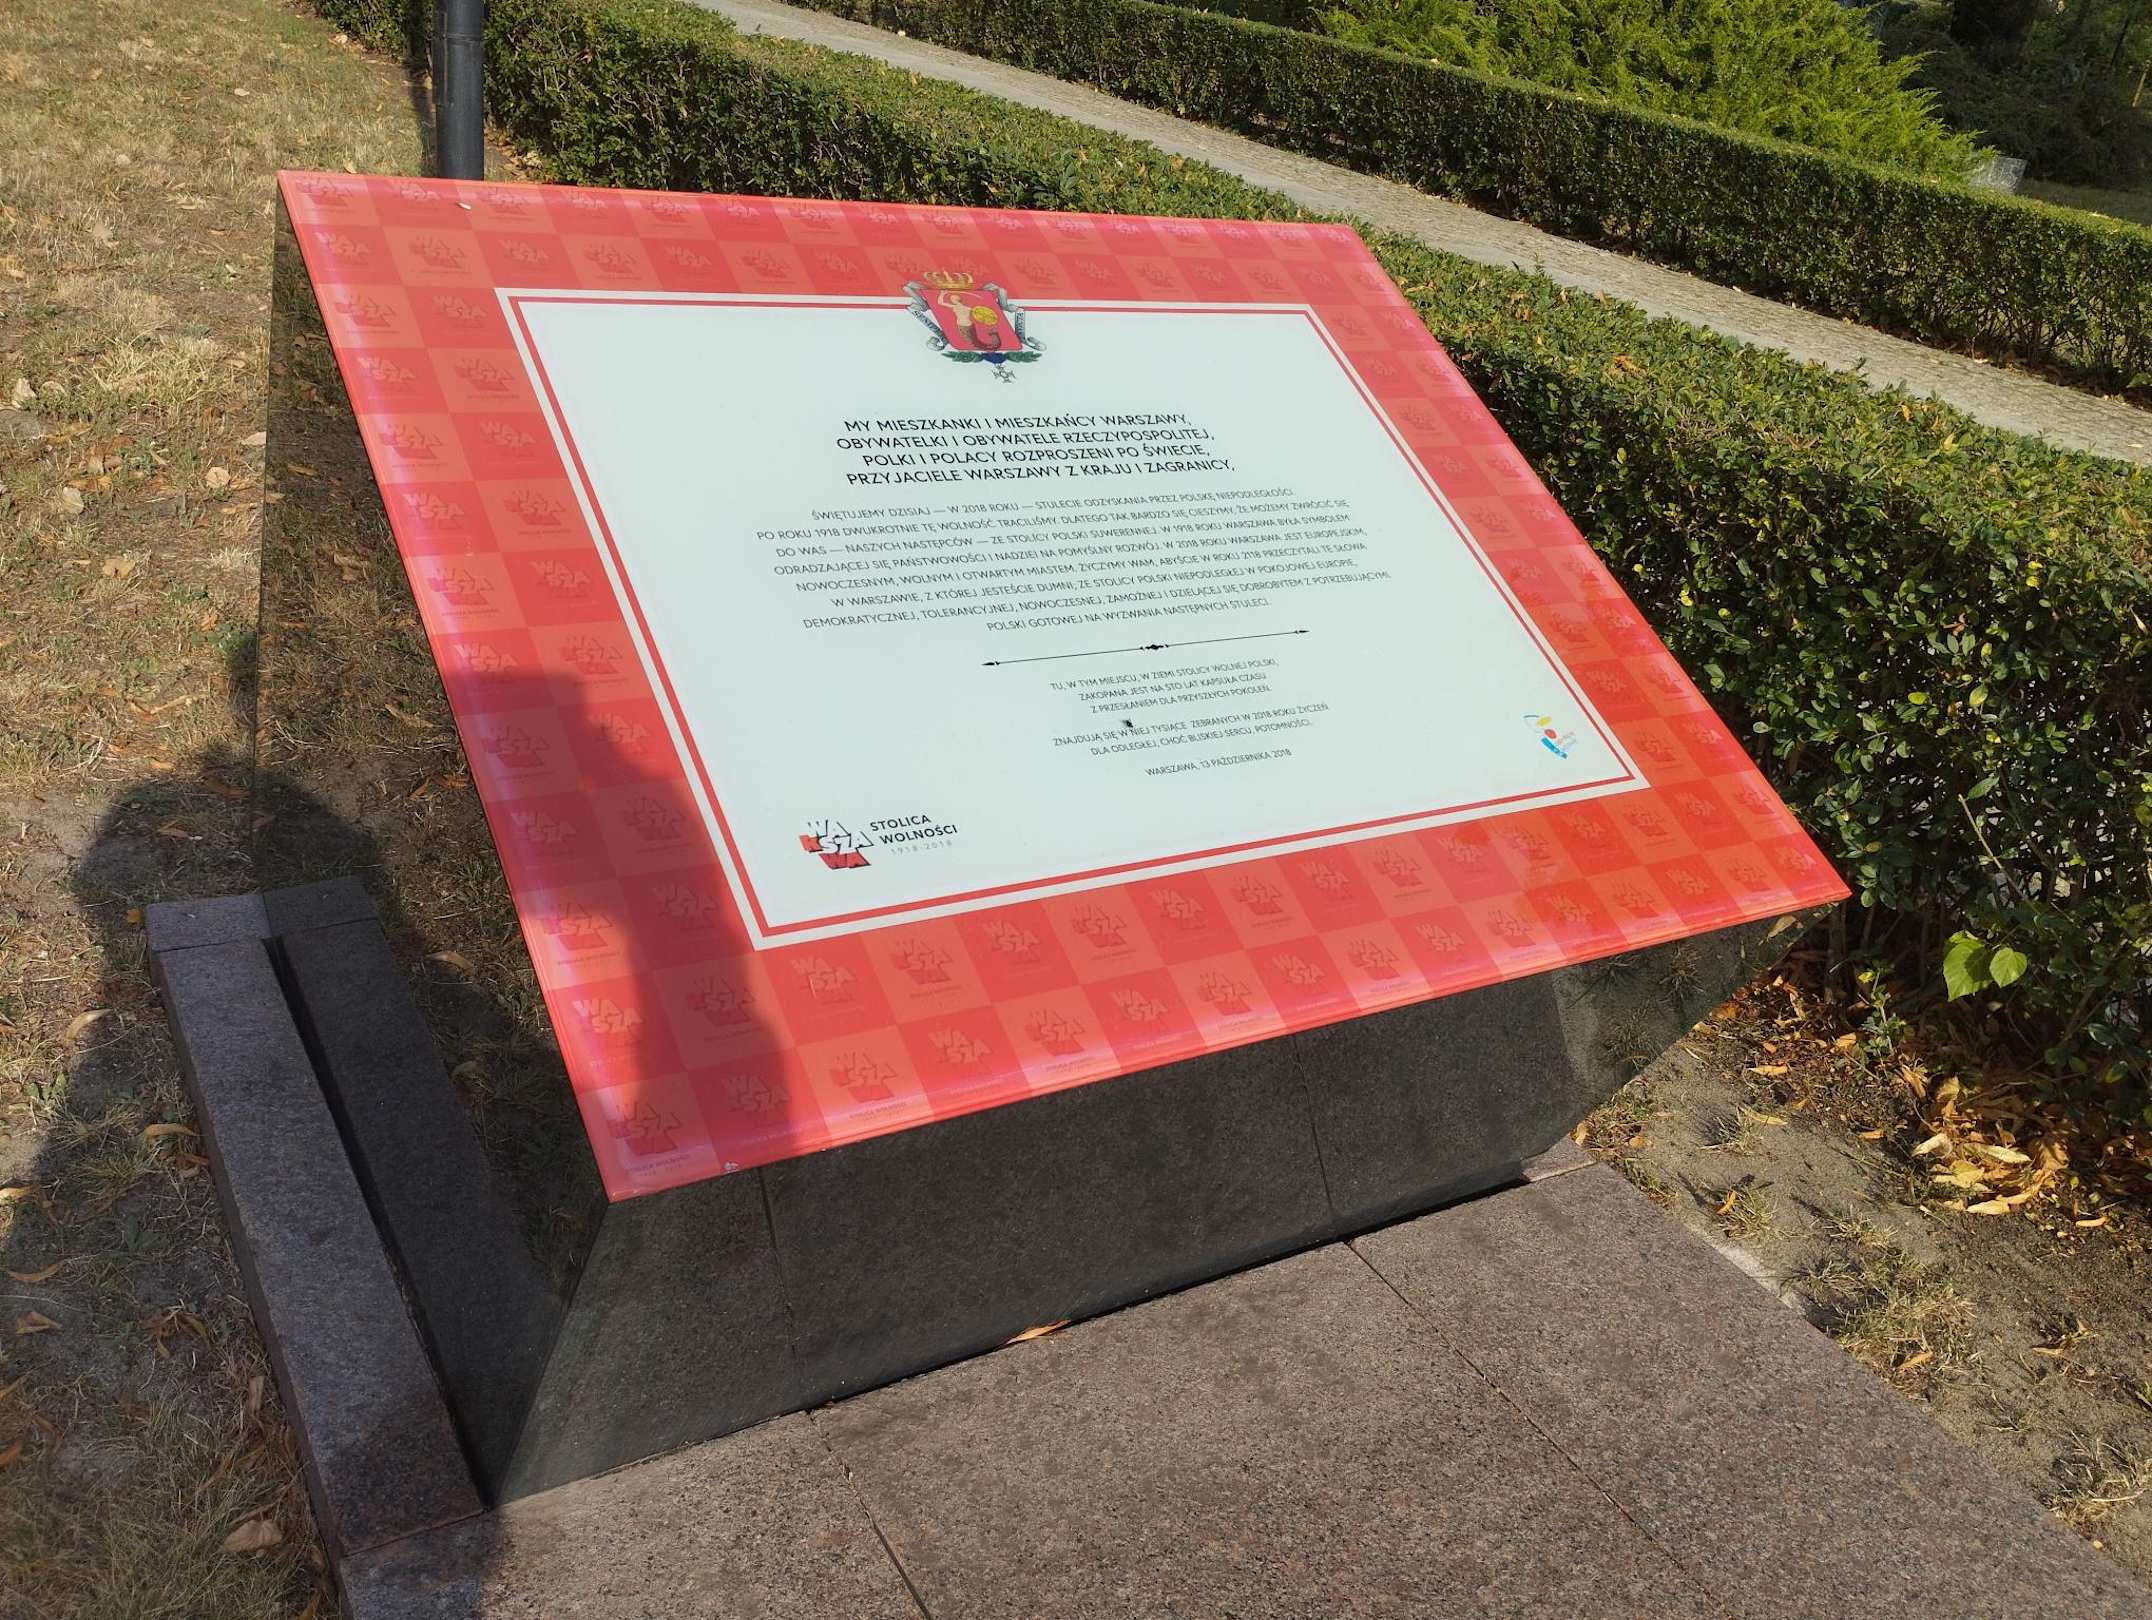 SEMPER INVICTA
MY MIESZKANKI I MIESZKAŃCY WARSZAWY,
OBYWATELKI I OBYWATELE RZECZYPOSPOLITEJ,
POLKI I POLACY ROZPROSZENI PO ŚWIECIE,
PRZYJACIELE WARSZAWY Z KRAJU I ZAGRANICY,
ŚWIĘTUJEMY DZISIAJ — W 2018 ROKU — STULECIE ODZYSKANIA PRZEZ POLSKĘ NIEPODLEGŁOŚCI.
PO ROKU 1918 DWUKROTNIE TĘ WOLNOŚĆ TRACILIŚMY. DLATEGO TAK BARDZO SIĘ CIESZYMY, ŻE MOŻEMY ZWRÓCIĆ SIĘ
DO WAS — NASZYCH NASTĘPCÓW — ZE STOLICY POLSKI SUWERENNEJ. W 1918 ROKU WARSZAWA BYŁA SYMBOLEM
ODRADZAJĄCEJ SIĘ PAŃSTWOWOŚCI I NADZIEI NA POMYŚLNY ROZWÓJ. W 2018 ROKU WARSZAWA JEST EUROPEJSKIM,
NOWOCZESNYM, WOLNYM I OTWARTYM MIASTEM. ŻYCZYMY WAM, ABYŚCIE W ROKU 2118 PRZECZYTALI TE SŁOWA
W WARSZAWIE, Z KTÓREJ JESTEŚCIE DUMNI; ZE STOLICY POLSKI NIEPODLEGŁEJ W POKOJOWEJ EUROPIE,
DEMOKRATYCZNEJ, TOLERANCYJNEJ, NOWOCZESNEJ, ZAMOŻNEJ I DZIELĄCEJ SIĘ DOBROBYTEM Z POTRZEBUJĄCYMI.
POLSKI GOTOWEJ NA WYZWANIA NASTĘPNYCH STULECI.
TU, W TYM MIEJSCU, W ZIEMI STOLICY WOLNEJ POLSKI,
ZAKOPANA JEST NA STO LAT KAPSUŁA CZASU
Z PRZESŁANIEM DLA PRZYSZŁYCH POKOLEŃ.
ZNAJDUJĄ SIĘ W NIEJ TYSIĄCE ZEBRANYCH W 2018 ROKU ŻYCZEŃ
DLA ODLEGŁEJ, CHOĆ BLISKIEJ SERCU, POTOMNOŚCI.
WARSZAWA, 13 PAŹDZIERNIKA 2018
WA
RSZA
WA
STOLICA
WOLNOŚCI
1918-2018